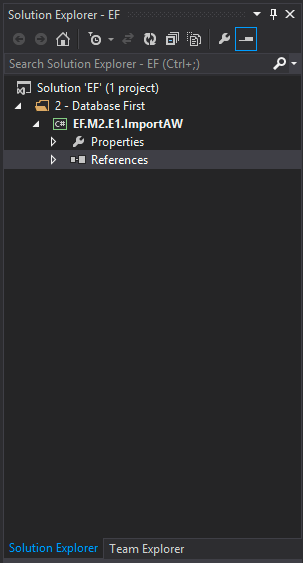 Solution Explorer - EF
Search Solution Explorer - EF (Ctrl+;)
Solution 'EF' (1 project)
2 - Database First
C# EF.M2.E1.ImportAW
Properties
References
Solution Explorer Team Explorer